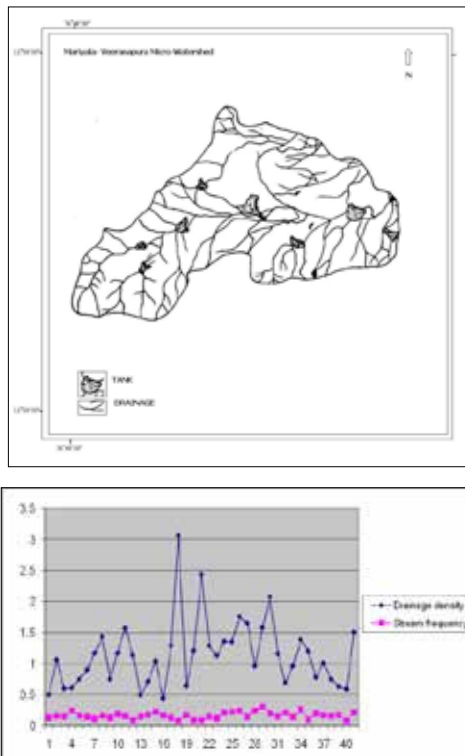 Mariyala- Veeranapura Micro-Watershed
N
TANK
DRAINAGE
3.5
3
2.5
2
1.5
1
0.5
0
Drainage density
Stream frequency
1 4 7 10 13 16 19 22 25 28 31 34 37 40